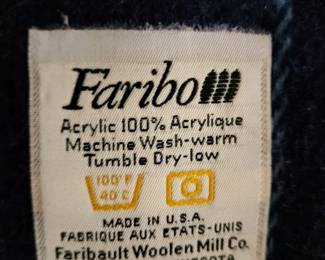 Faribo
Acrylic 100% Acrylique
Machine Wash-warm
Tumble Dry-low
100°F
40°C
MADE IN U.S.A.
FABRIQUE AUX ETATS-UNIS
Faribault Woolen Mill Co.